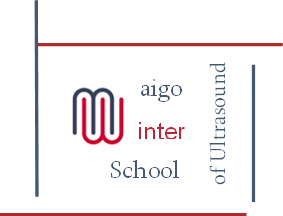 aigo
inter
School
of Ultrasound